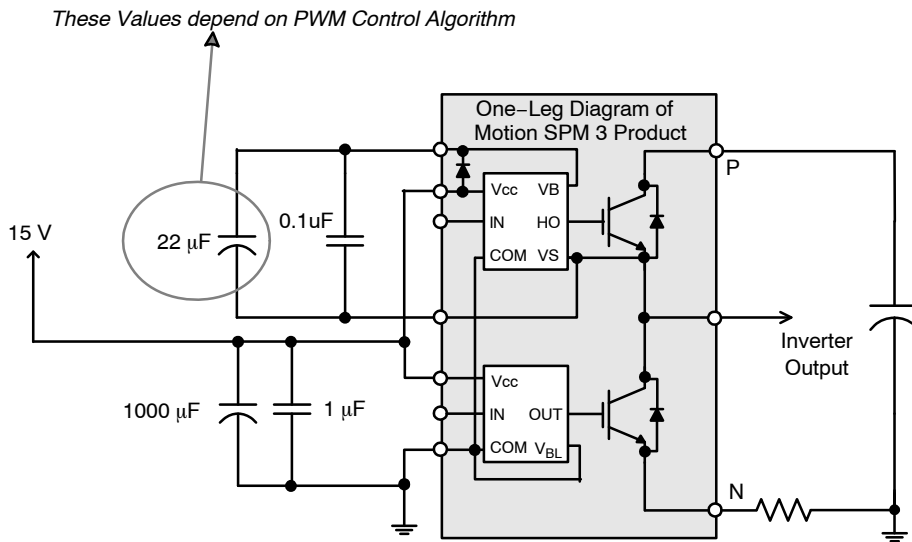 These Values depend on PWM Control Algorithm
One−Leg Diagram of
Motion SPM 3 Product
P
Vcc
VB
IN
HO
COM
VS
15 V
22 μF
0.1uF
Inverter
Output
Vcc
IN
OUT
COM
VBL
1000 μF
1 μF
N